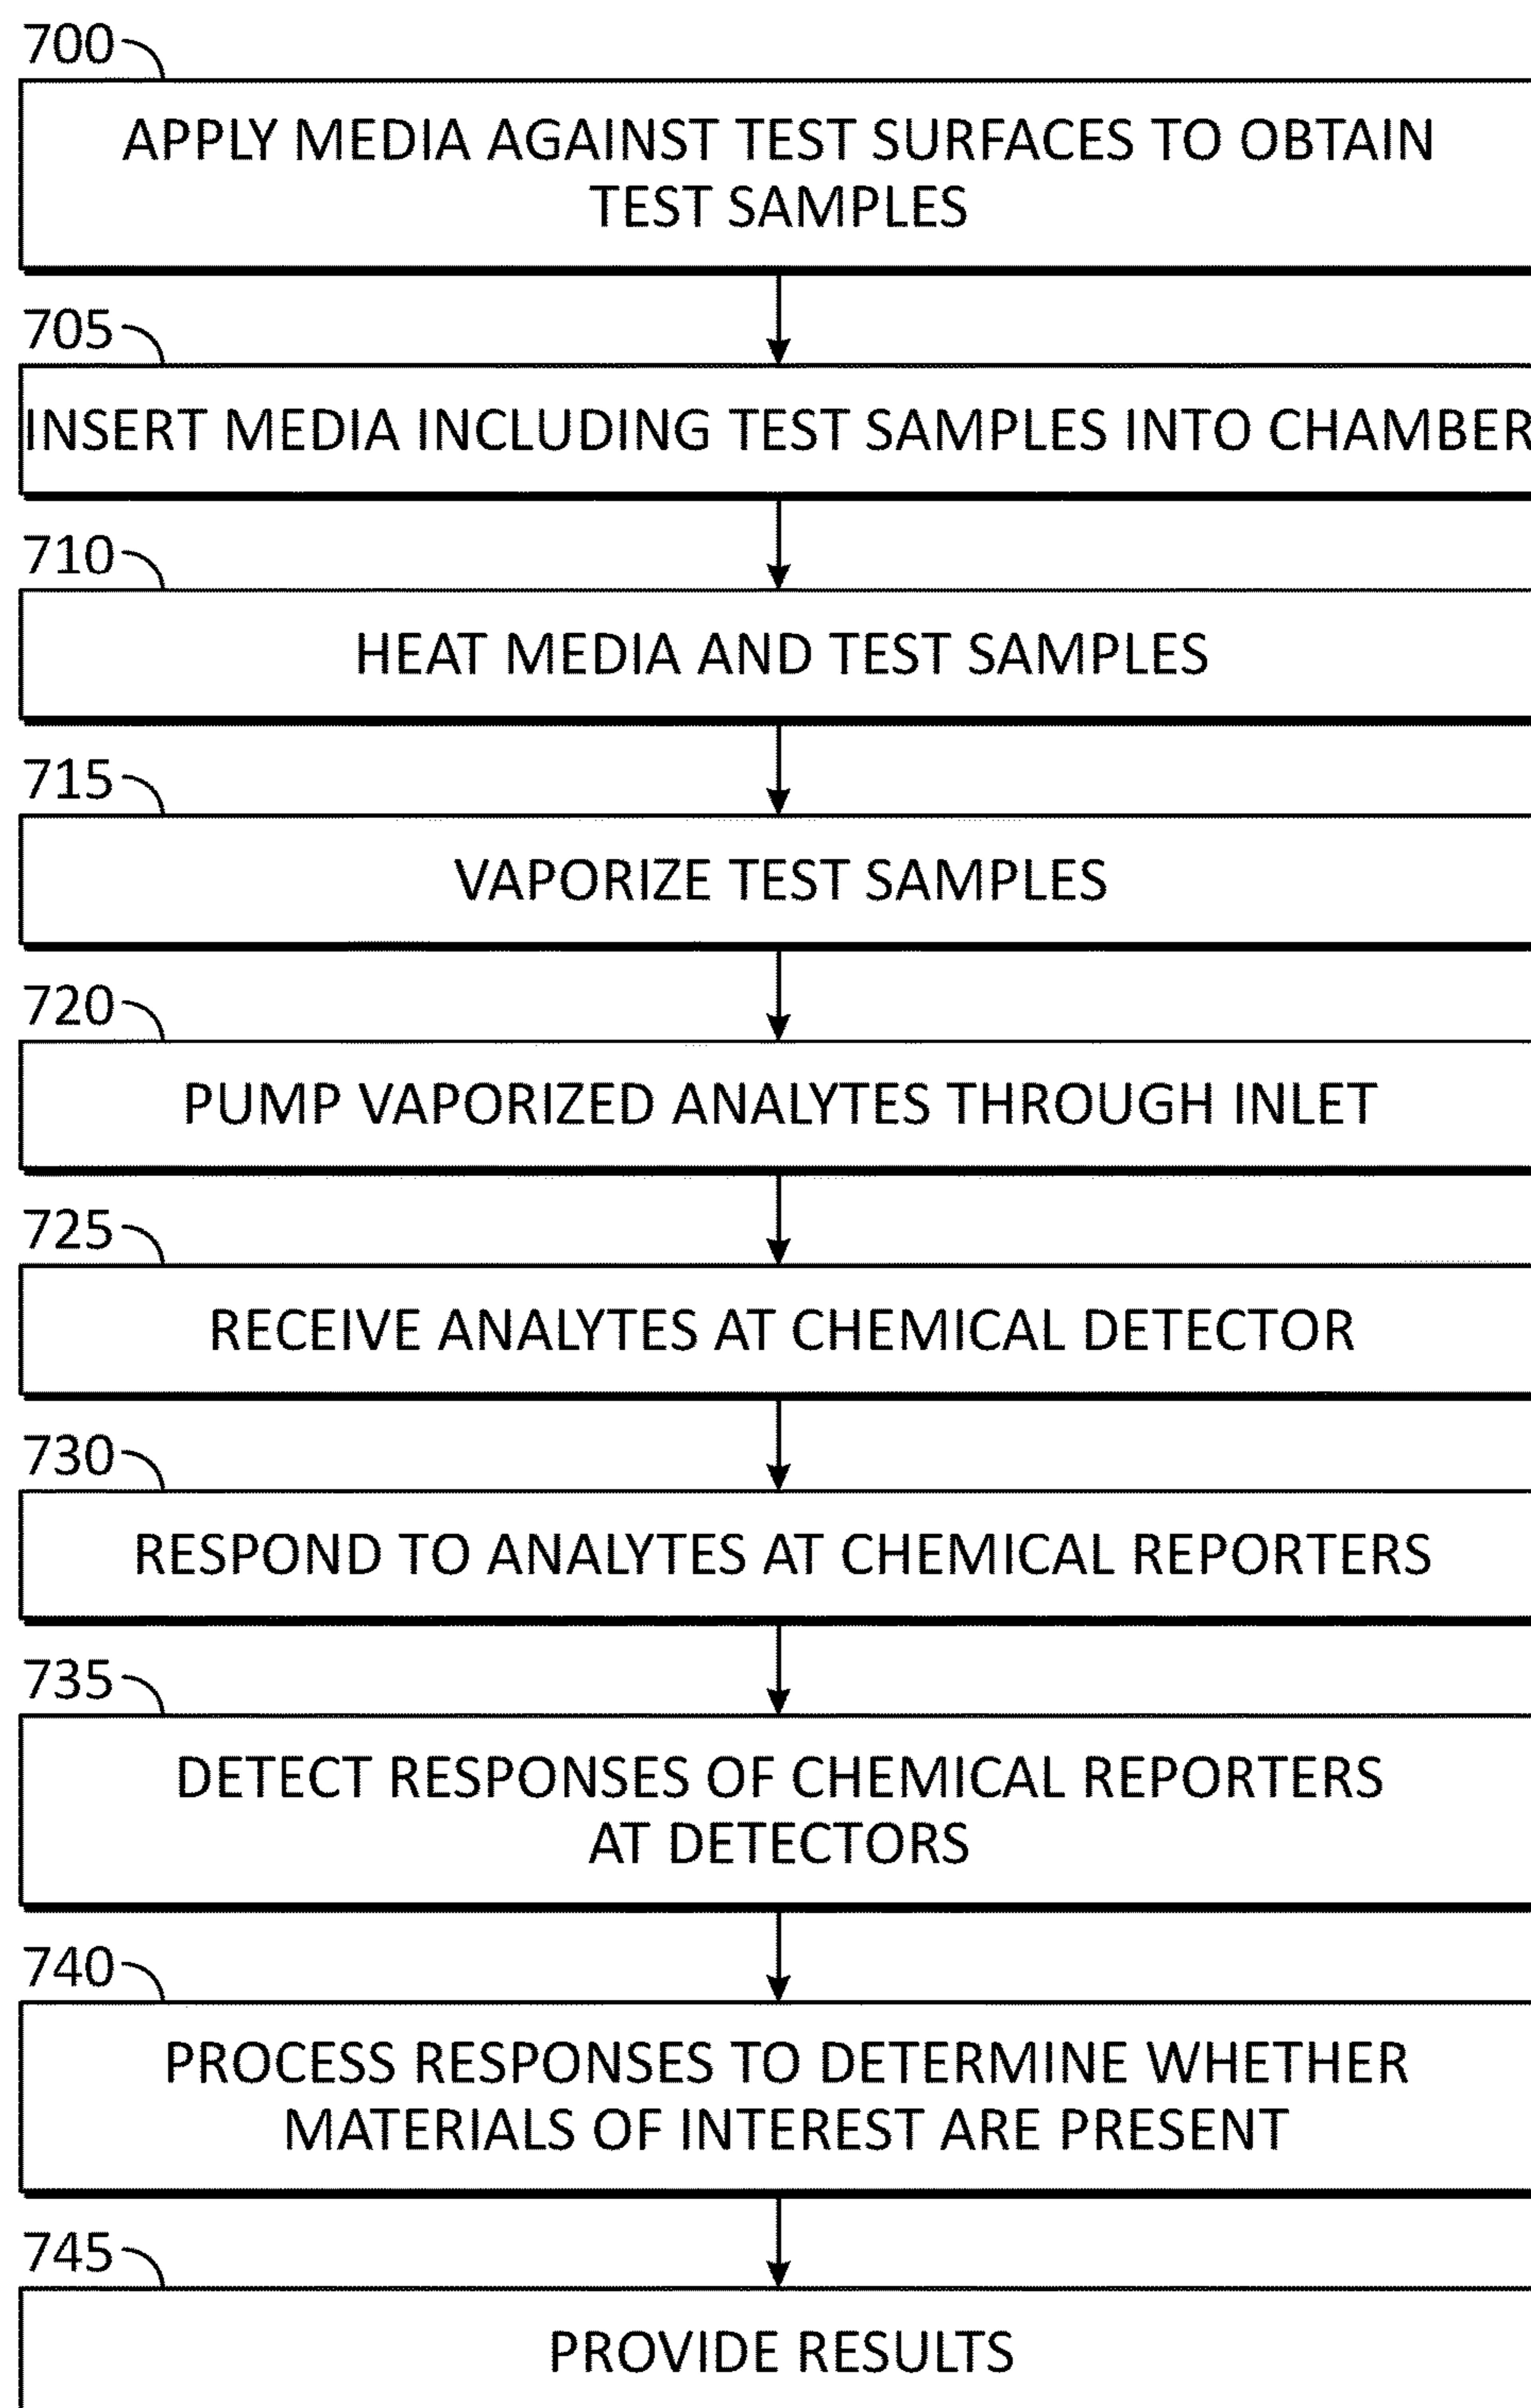 700
APPLY MEDIA AGAINST TEST SURFACES TO OBTAIN
TEST SAMPLES
705
INSERT MEDIA INCLUDING TEST SAMPLES INTO CHAMBER
710
HEAT MEDIA AND TEST SAMPLES
715
VAPORIZE TEST SAMPLES
720
PUMP VAPORIZED ANALYTES THROUGH INLET
725
RECEIVE ANALYTES AT CHEMICAL DETECTOR
730
RESPOND TO ANALYTES AT CHEMICAL REPORTERS
735
DETECT RESPONSES OF CHEMICAL REPORTERS
AT DETECTORS
740
PROCESS RESPONSES TO DETERMINE WHETHER
MATERIALS OF INTEREST ARE PRESENT
745
PROVIDE RESULTS